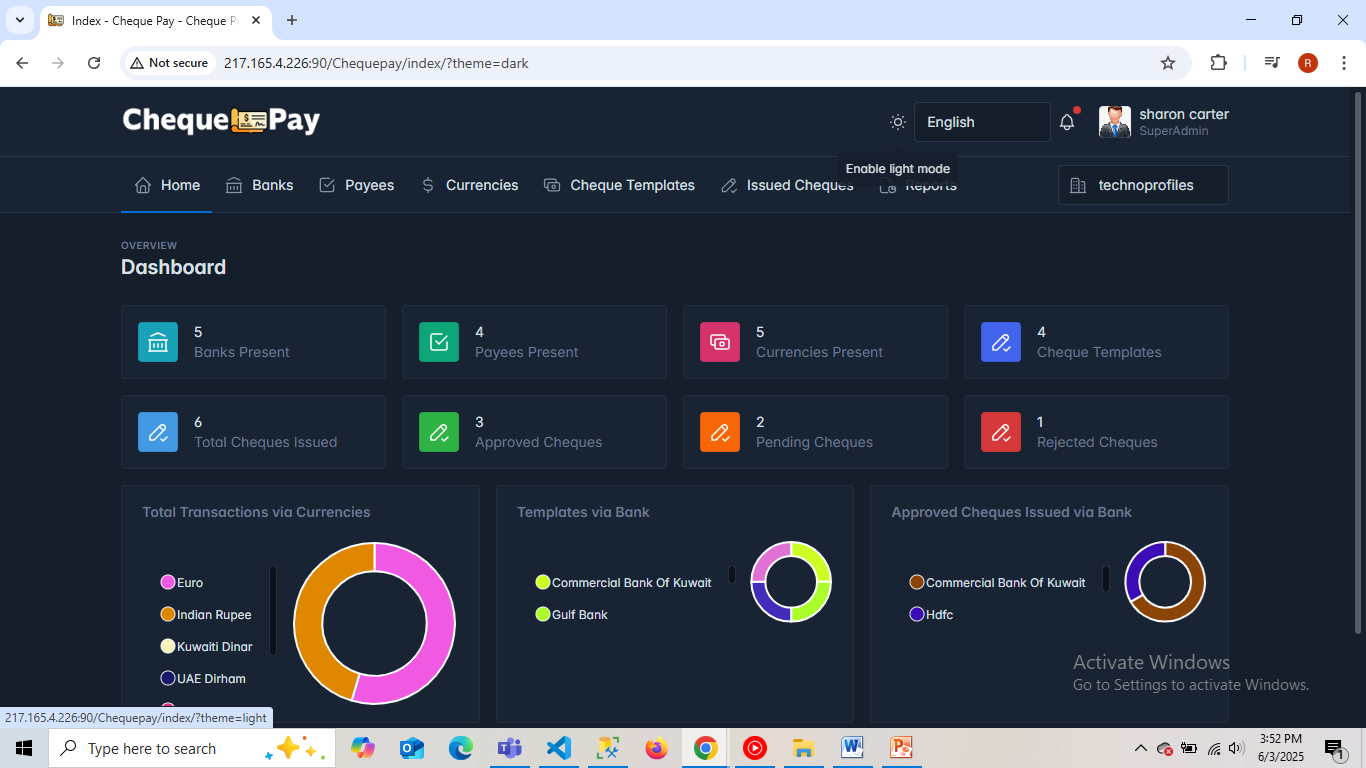 Index - Cheque Pay - Cheque P
Not secure
217.165.4.226:90/Chequepay/index/?theme=dark
R
Cheque Pay
English
sharon carter
SuperAdmin
Enable light mode
Home
Banks
Payees
Currencies
Cheque Templates
Issued Cheques
Reports
technoprofiles
OVERVIEW
Dashboard
5
Banks Present
4
Payees Present
5
Currencies Present
4
Cheque Templates
6
Total Cheques Issued
3
Approved Cheques
2
Pending Cheques
1
Rejected Cheques
Total Transactions via Currencies
Euro
Indian Rupee
Kuwaiti Dinar
UAE Dirham
Templates via Bank
Commercial Bank Of Kuwait
Gulf Bank
Approved Cheques Issued via Bank
Commercial Bank Of Kuwait
Hdfc
Activate Windows
Go to Settings to activate Windows.
217.165.4.226:90/Chequepay/index/?theme=light
Type here to search
3:52 PM
6/3/2025
1